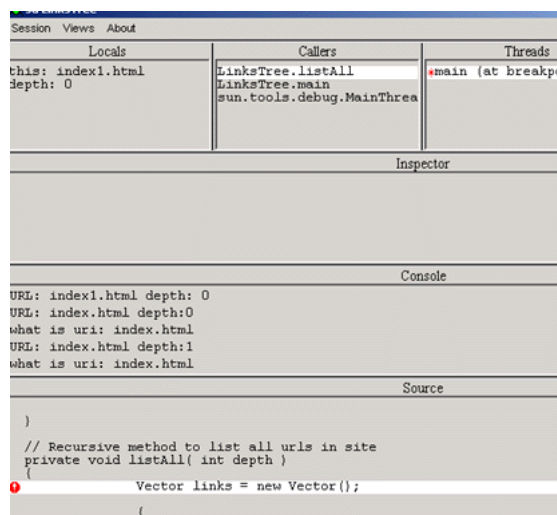 Session Views About
Locals
this: index1.html
depth: 0
Callers
LinksTree.listAll
LinksTree.main
sun.tools.debug.MainThrea
Threads
*main (at breakp
Inspector
Console
URL: index1.html depth: 0
URL: index.html depth:0
what is uri: index.html
URL: index.html depth:1
what is uri: index.html
Source
}
// Recursive method to list all urls in site
private void listAll( int depth )
{
Vector links = new Vector();
{